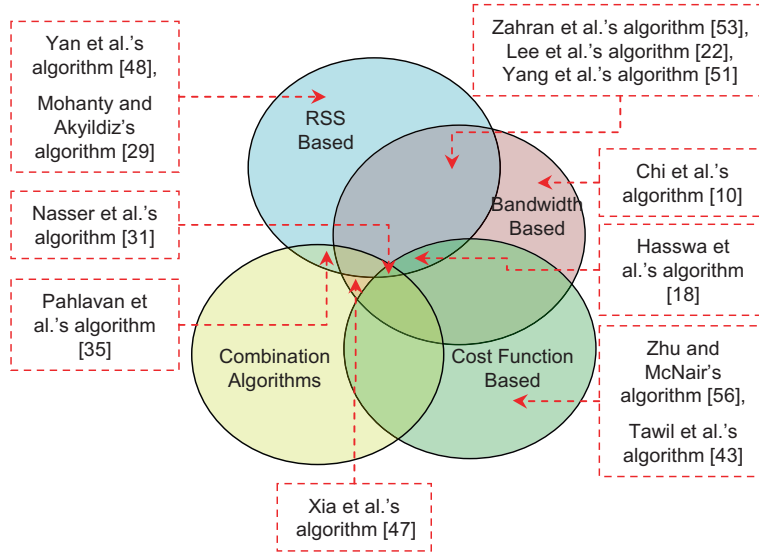 Yan et al.'s
algorithm [48],
Mohanty and
Akyildiz's
algorithm [29]
Zahran et al.'s algorithm [53],
Lee et al.'s algorithm [22],
Yang et al.'s algorithm [51]
RSS
Based
Nasser et al.'s
algorithm [31]
Bandwidth
Based
Chi et al.'s
algorithm [10]
Hasswa et
al.'s algorithm
[18]
Pahlavan et
al.'s algorithm
[35]
Combination
Algorithms
Cost Function
Based
Zhu and
McNair's
algorithm [56],
Tawil et al.'s
algorithm [43]
Xia et al.'s
algorithm [47]